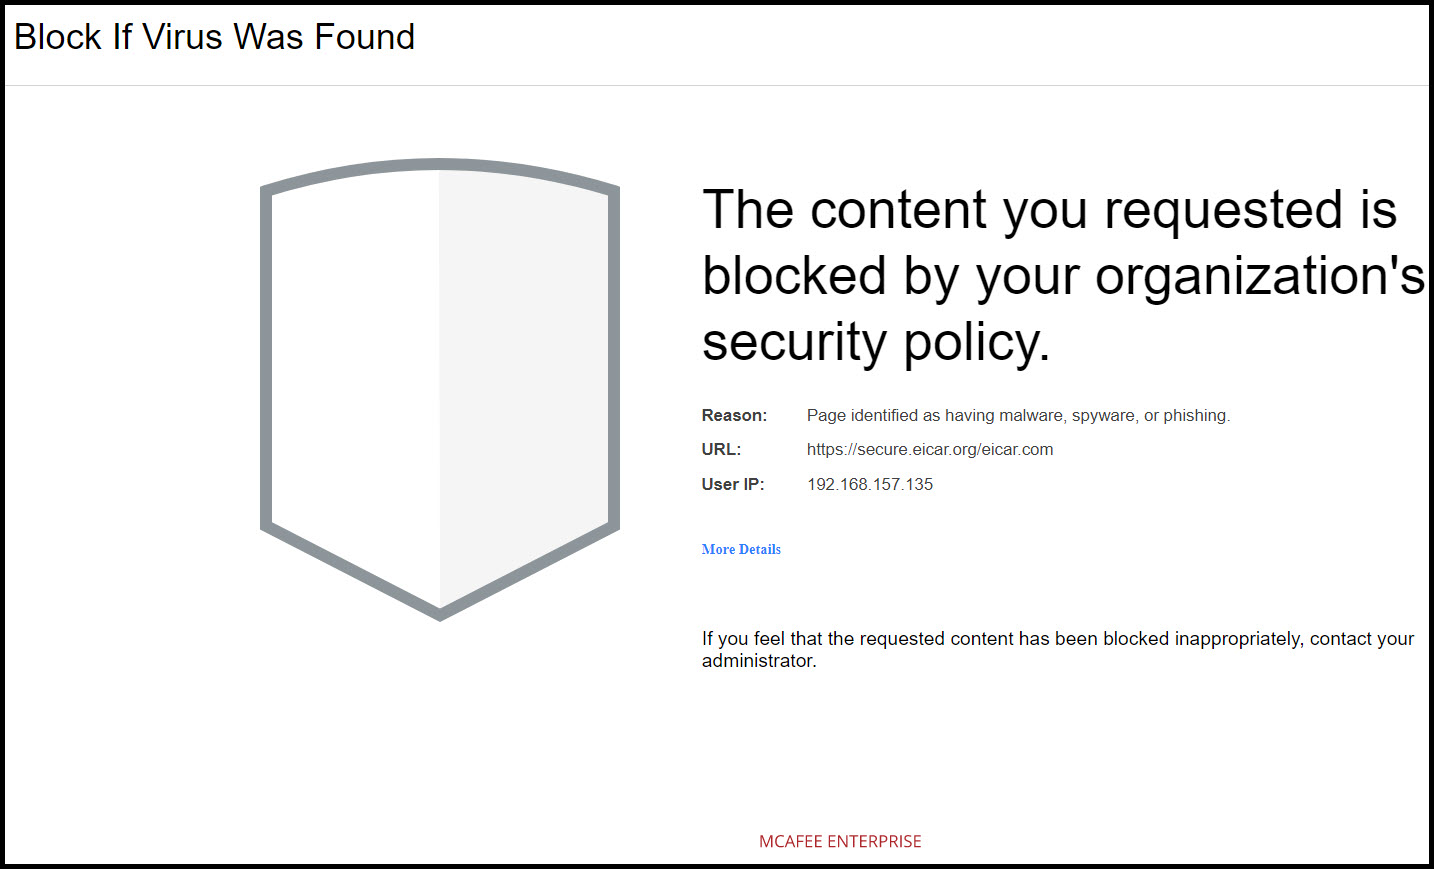 Block If Virus Was Found
The content you requested is
blocked by your organization's
security policy.
Reason: Page identified as having malware, spyware, or phishing.
URL: https://secure.eicar.org/eicar.com
User IP: 192.168.157.135
More Details
If you feel that the requested content has been blocked inappropriately, contact your
administrator.
MCAFEE ENTERPRISE